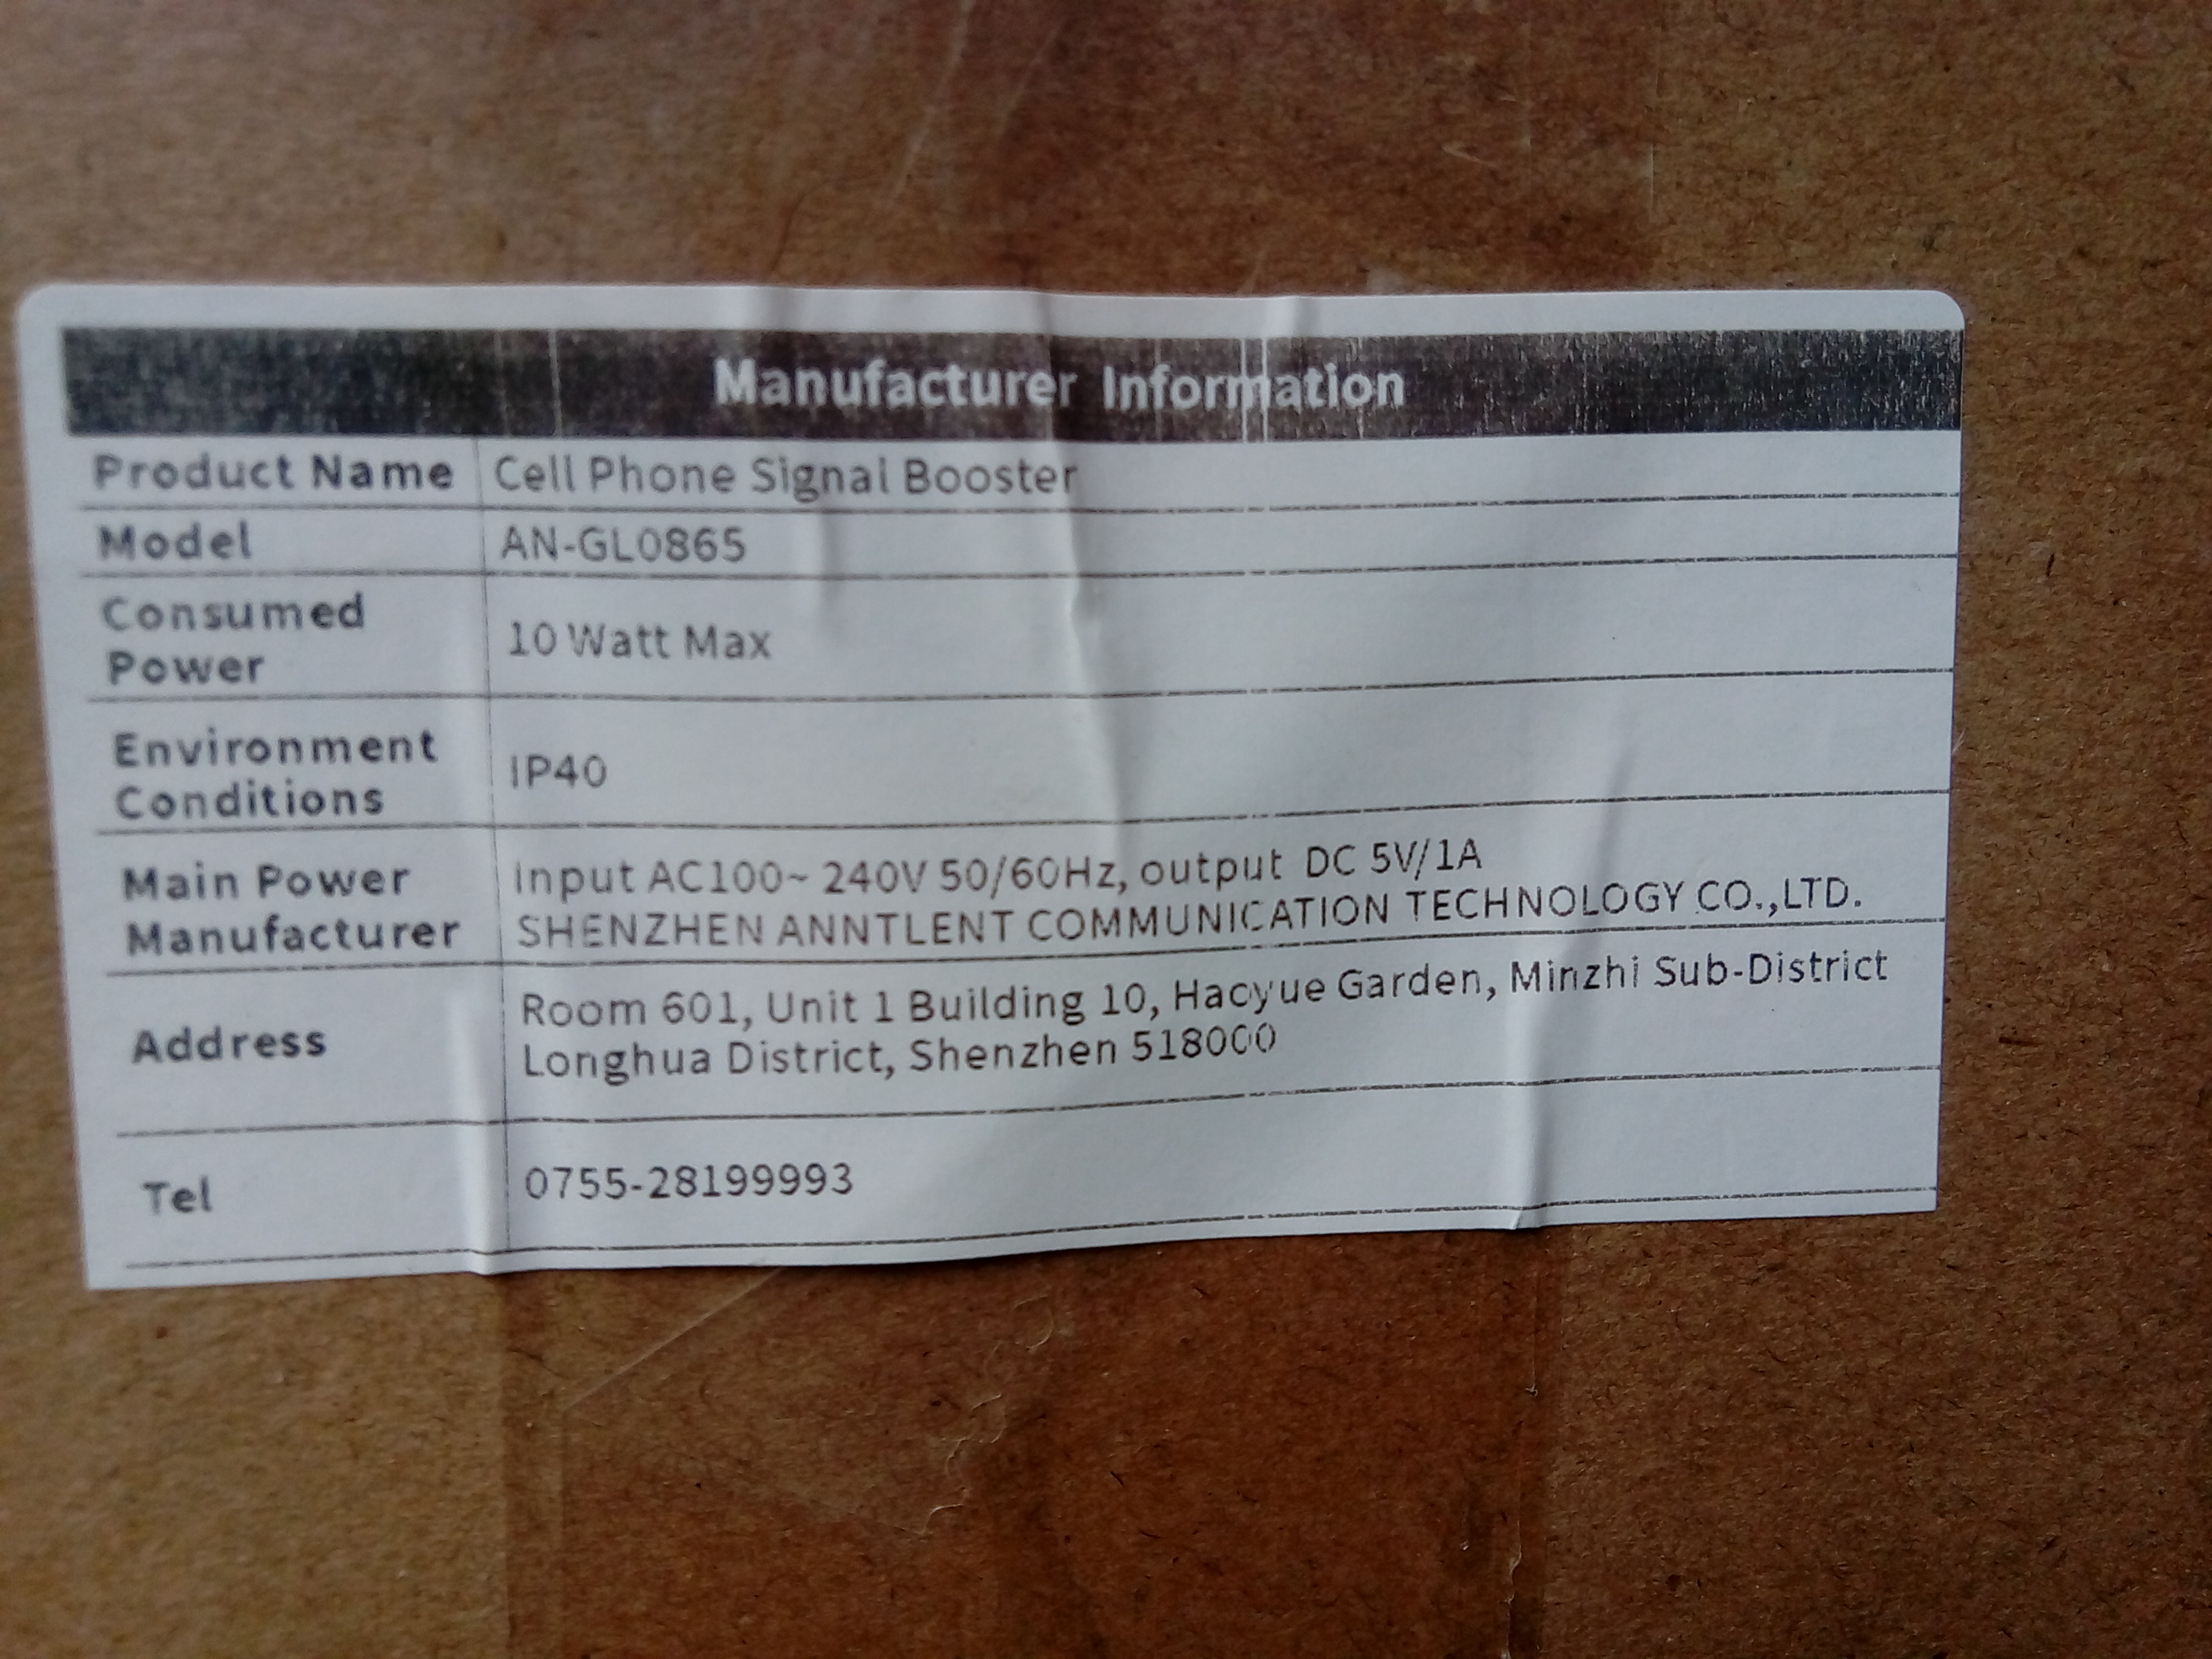 Manufacturer Information
Product Name Cell Phone Signal Booster
Model AN-GL0865
Consumed
Power
10 Watt Max
Environment
Conditions
IP40
Main Power Input AC100~ 240V 50/60Hz, output DC 5V/1A
Manufacturer SHENZHEN ANNTLENT COMMUNICATION TECHNOLOGY CO.,LTD.
Address
Room 601, Unit 1 Building 10, Haoyue Garden, Minzhi Sub-District
Longhua District, Shenzhen 518000
Tel 0755-28199993